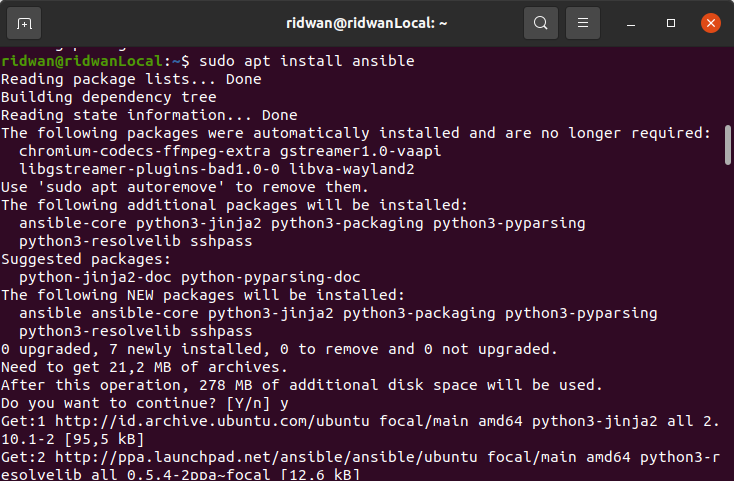 ridwan@ridwanLocal: ~
ridwan@ridwanLocal:~$ sudo apt install ansible
Reading package lists... Done
Building dependency tree
Reading state information... Done
The following packages were automatically installed and are no longer required:
  chromium-codecs-ffmpeg-extra gstreamer1.0-vaapi
  libgstreamer-plugins-bad1.0-0 libva-wayland2
Use 'sudo apt autoremove' to remove them.
The following additional packages will be installed:
  ansible-core python3-jinja2 python3-packaging python3-pyparsing
  python3-resolvelib sshpass
Suggested packages:
  python-jinja2-doc python-pyparsing-doc
The following NEW packages will be installed:
  ansible ansible-core python3-jinja2 python3-packaging python3-pyparsing
  python3-resolvelib sshpass
0 upgraded, 7 newly installed, 0 to remove and 0 not upgraded.
Need to get 21,2 MB of archives.
After this operation, 278 MB of additional disk space will be used.
Do you want to continue? [Y/n] y
Get:1 http://id.archive.ubuntu.com/ubuntu focal/main amd64 python3-jinja2 all 2.
10.1-2 [95,5 kB]
Get:2 http://ppa.launchpad.net/ansible/ansible/ubuntu focal/main amd64 python3-r
esolvelib all 0.5.4-2ppa~focal [12,6 kB]